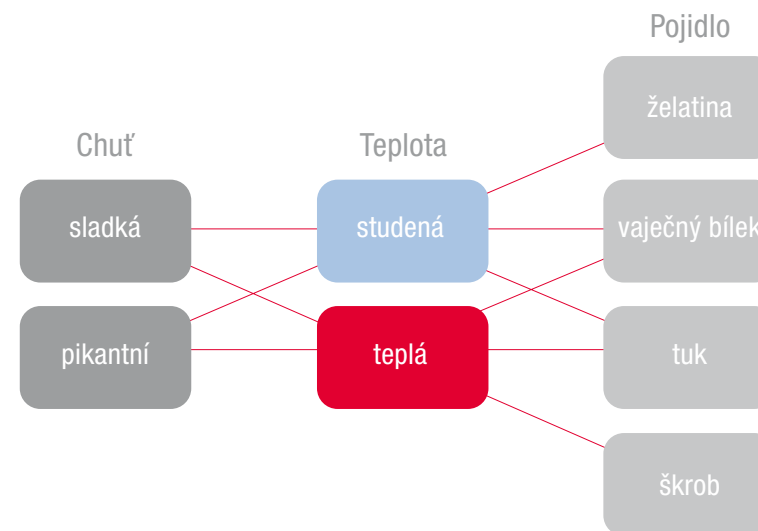 Pojidlo
želatina
Chuť
Teplota
sladká
studená
vaječný bílek
pikantní
teplá
tuk
škrob